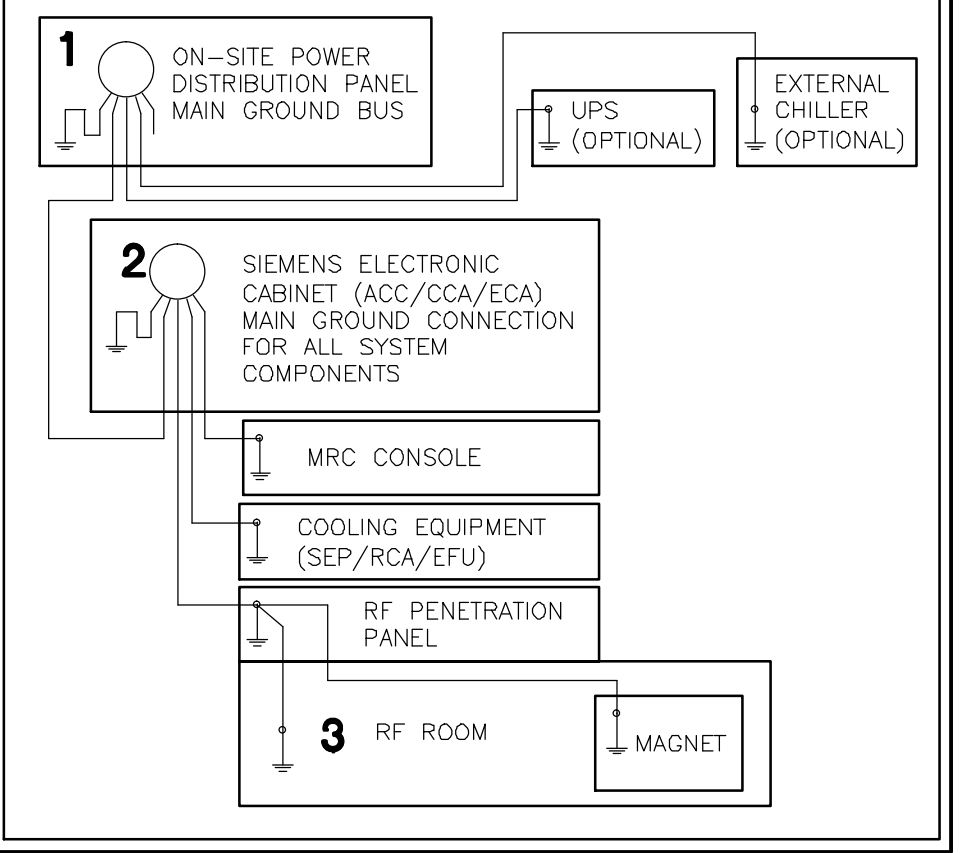 1
ON-SITE POWER
DISTRIBUTION PANEL
MAIN GROUND BUS
UPS
(OPTIONAL)
EXTERNAL
CHILLER
(OPTIONAL)
2
SIEMENS ELECTRONIC
CABINET (ACC/CCA/ECA)
MAIN GROUND CONNECTION
FOR ALL SYSTEM
COMPONENTS
MRC CONSOLE
COOLING EQUIPMENT
(SEP/RCA/EFU)
RF PENETRATION
PANEL
3
RF ROOM
MAGNET